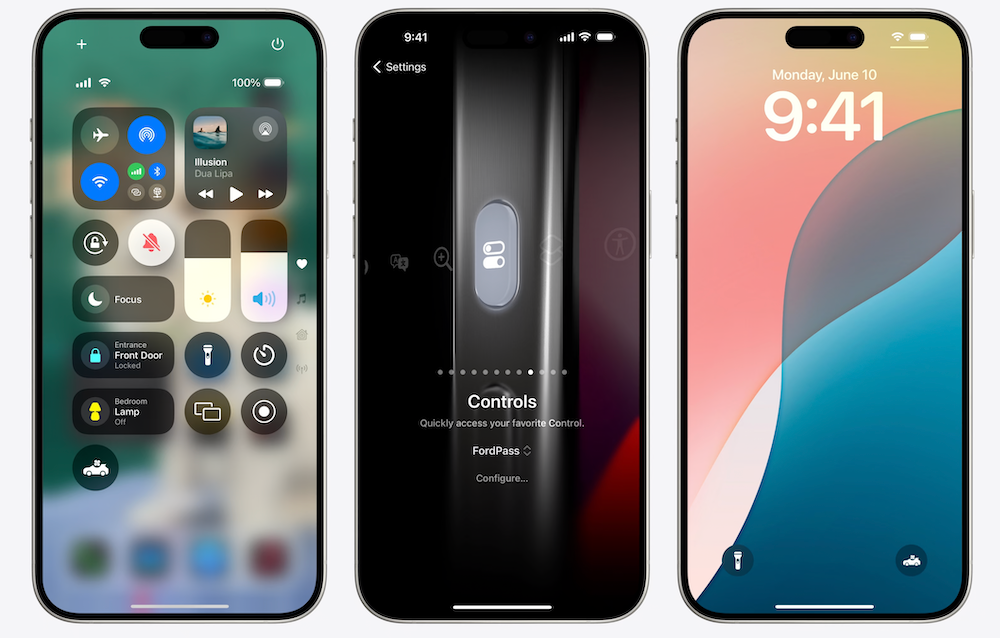 100%
Illusion
Dua Lipa
Focus
Entrance
Front Door
Locked
Bedroom
Lamp
Off
9:41
Settings
Controls
Quickly access your favorite Control.
FordPass
Configure...
Monday, June 10
9:41